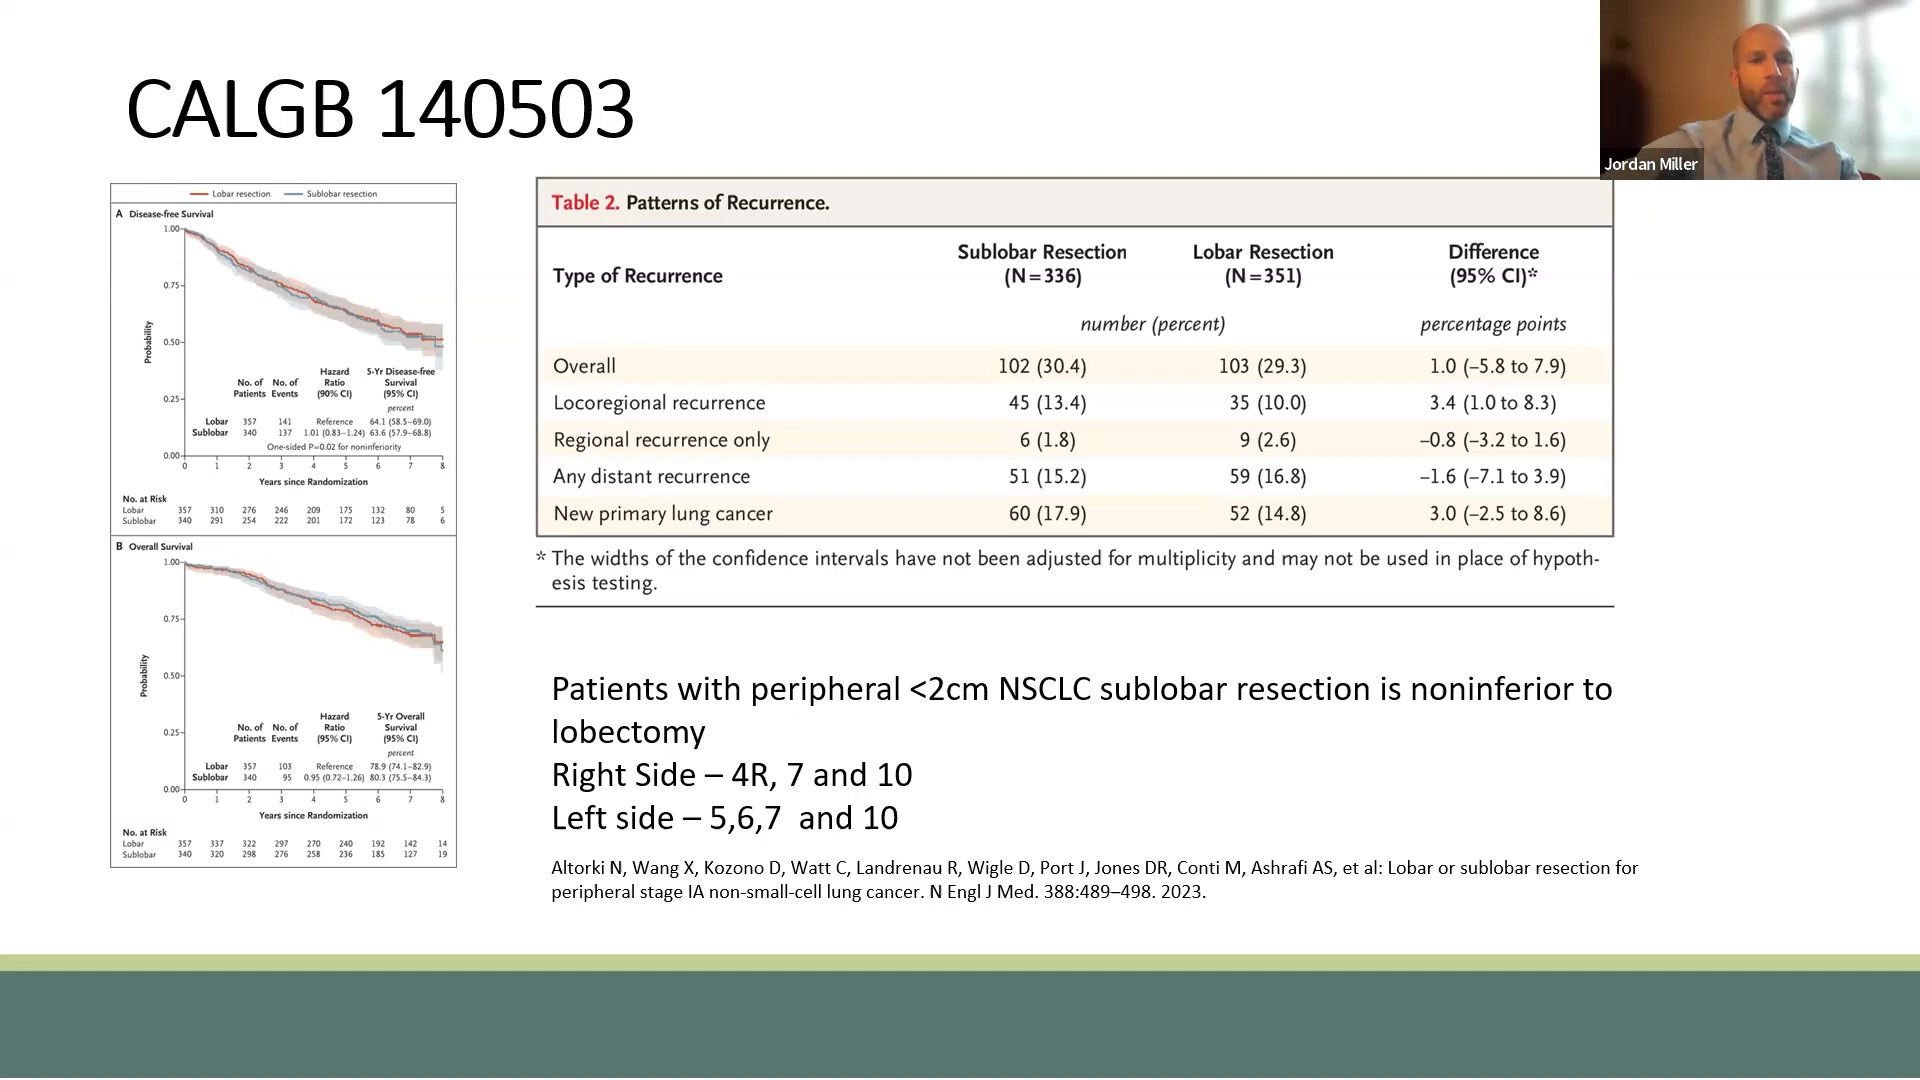 CALGB 140503
Jordan Miller
Lobar resection Sublobar resection
A Disease-free Survival
1.00
0.75
0.50
0.25
0.00
Probability
No. of Patients No. of Events Hazard Ratio (90% CI) 5-Yr Disease-free Survival (95% CI)
percent
Lobar 357 141 Reference 64.1 (58.5–69.0)
Sublobar 340 137 1.01 (0.83–1.24) 63.6 (57.9–68.8)
One-sided P=0.02 for noninferiority
0 1 2 3 4 5 6 7 8
Years since Randomization
No. at Risk
Lobar 357 310 276 246 209 175 132 80 5
Sublobar 340 291 254 222 201 172 123 78 6
B Overall Survival
1.00
0.75
0.50
0.25
0.00
Probability
No. of Patients No. of Events Hazard Ratio (95% CI) 5-Yr Overall Survival (95% CI)
percent
Lobar 357 103 Reference 78.9 (74.1–82.9)
Sublobar 340 95 0.95 (0.72–1.26) 80.3 (75.5–84.3)
0 1 2 3 4 5 6 7 8
Years since Randomization
No. at Risk
Lobar 357 337 322 297 270 240 192 142 14
Sublobar 340 320 298 276 258 236 185 127 19
Table 2. Patterns of Recurrence.
Type of Recurrence Sublobar Resection (N=336) Lobar Resection (N=351) Difference (95% CI)*
number (percent) percentage points
Overall 102 (30.4) 103 (29.3) 1.0 (–5.8 to 7.9)
Locoregional recurrence 45 (13.4) 35 (10.0) 3.4 (1.0 to 8.3)
Regional recurrence only 6 (1.8) 9 (2.6) –0.8 (–3.2 to 1.6)
Any distant recurrence 51 (15.2) 59 (16.8) –1.6 (–7.1 to 3.9)
New primary lung cancer 60 (17.9) 52 (14.8) 3.0 (–2.5 to 8.6)
* The widths of the confidence intervals have not been adjusted for multiplicity and may not be used in place of hypoth-
esis testing.
Patients with peripheral <2cm NSCLC sublobar resection is noninferior to
lobectomy
Right Side – 4R, 7 and 10
Left side – 5,6,7 and 10
Altorki N, Wang X, Kozono D, Watt C, Landrenau R, Wigle D, Port J, Jones DR, Conti M, Ashrafi AS, et al: Lobar or sublobar resection for
peripheral stage IA non-small-cell lung cancer. N Engl J Med. 388:489–498. 2023.